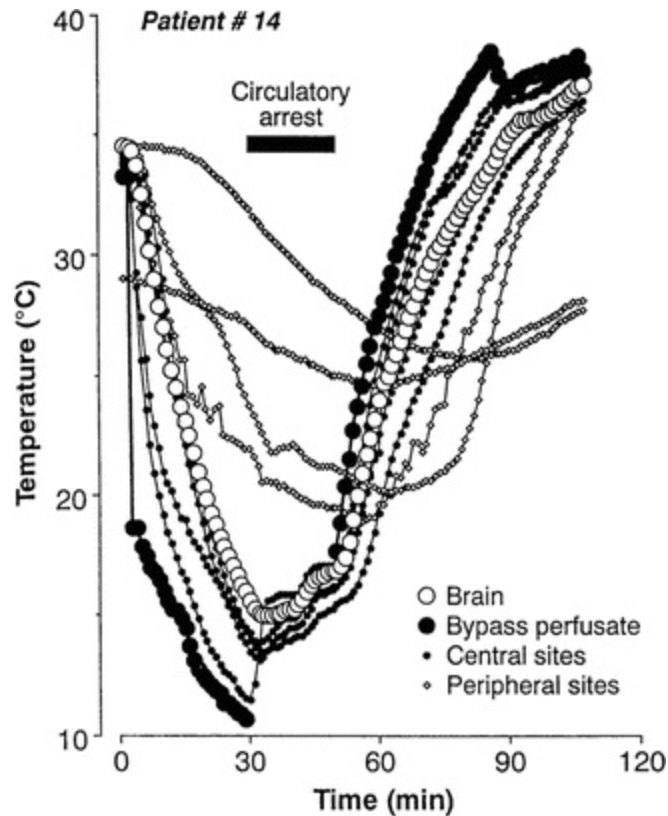 Patient # 14
Circulatory
arrest
40
30
20
10
Temperature (°C)
Brain
Bypass perfusate
Central sites
Peripheral sites
0
30
60
90
120
Time (min)